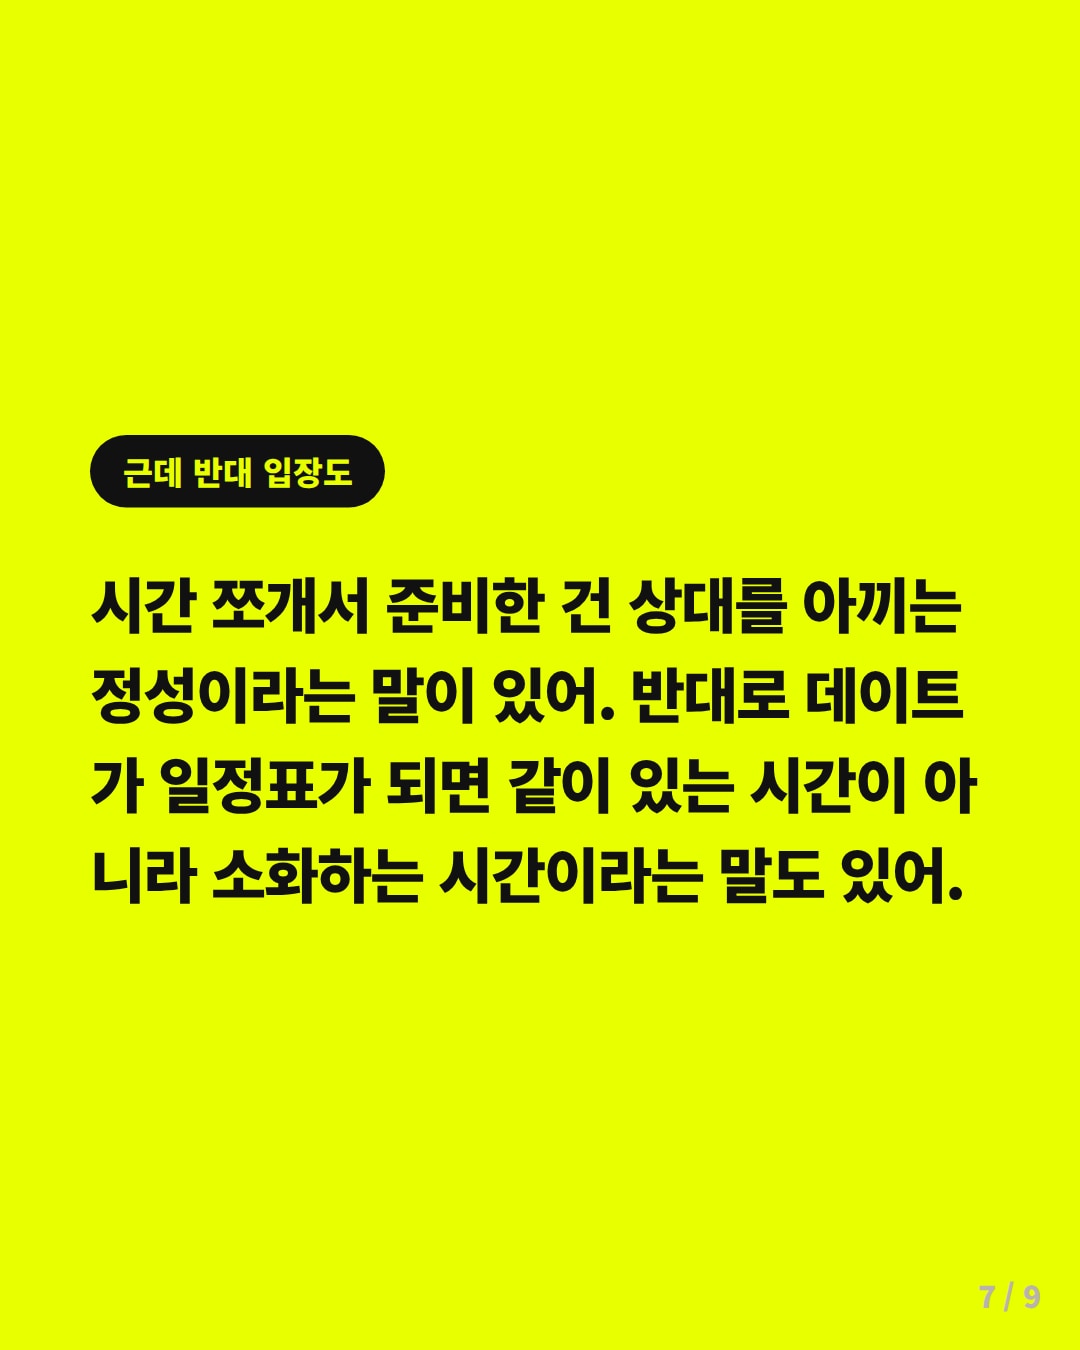 근데 반대 입장도
시간 쪼개서 준비한 건 상대를 아끼는
정성이라는 말이 있어. 반대로 데이트
가 일정표가 되면 같이 있는 시간이 아
니라 소화하는 시간이라는 말도 있어.
7 / 9